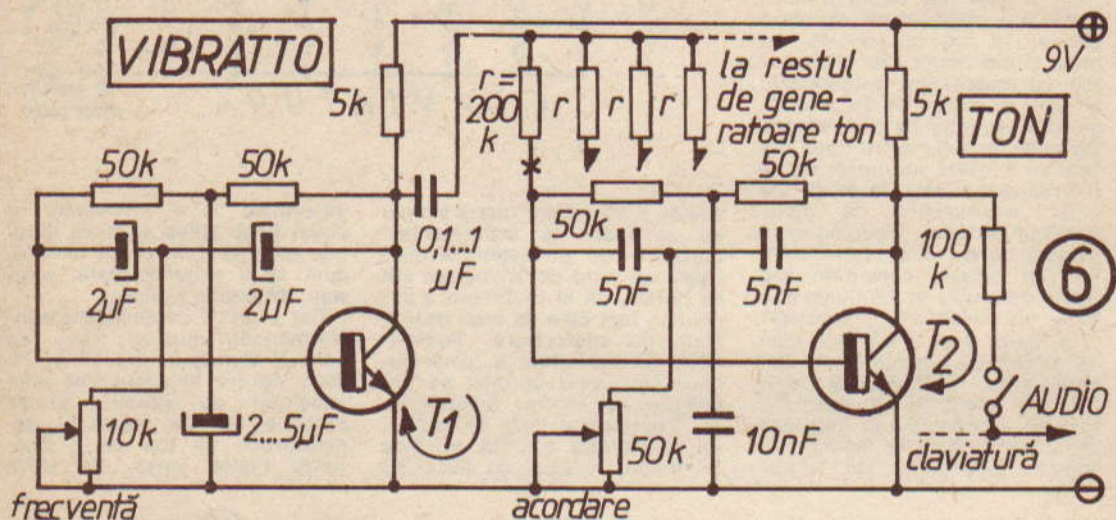 VIBRATTO
5k
r=
200
k
r
r
r
la restul
de gene-
ratoare ton
9V
5k
TON
50k
50k
50k
50k
0,1...1
μF
2μF
2μF
5nF
5nF
100
k
6
T1
T2
10k
2...5μF
50k
10nF
AUDIO
claviatură
frecvență
acordare